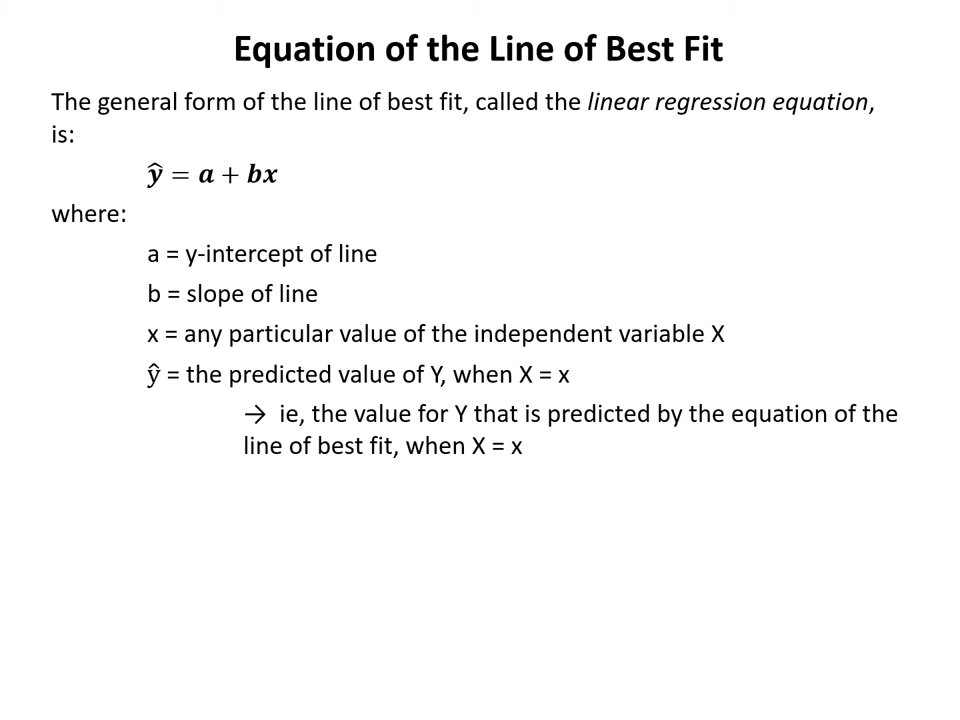 Equation of the Line of Best Fit
The general form of the line of best fit, called the linear regression equation,
is:
ŷ = a + bx
where:
a = y-intercept of line
b = slope of line
x = any particular value of the independent variable X
ŷ = the predicted value of Y, when X = x
→ ie, the value for Y that is predicted by the equation of the
line of best fit, when X = x